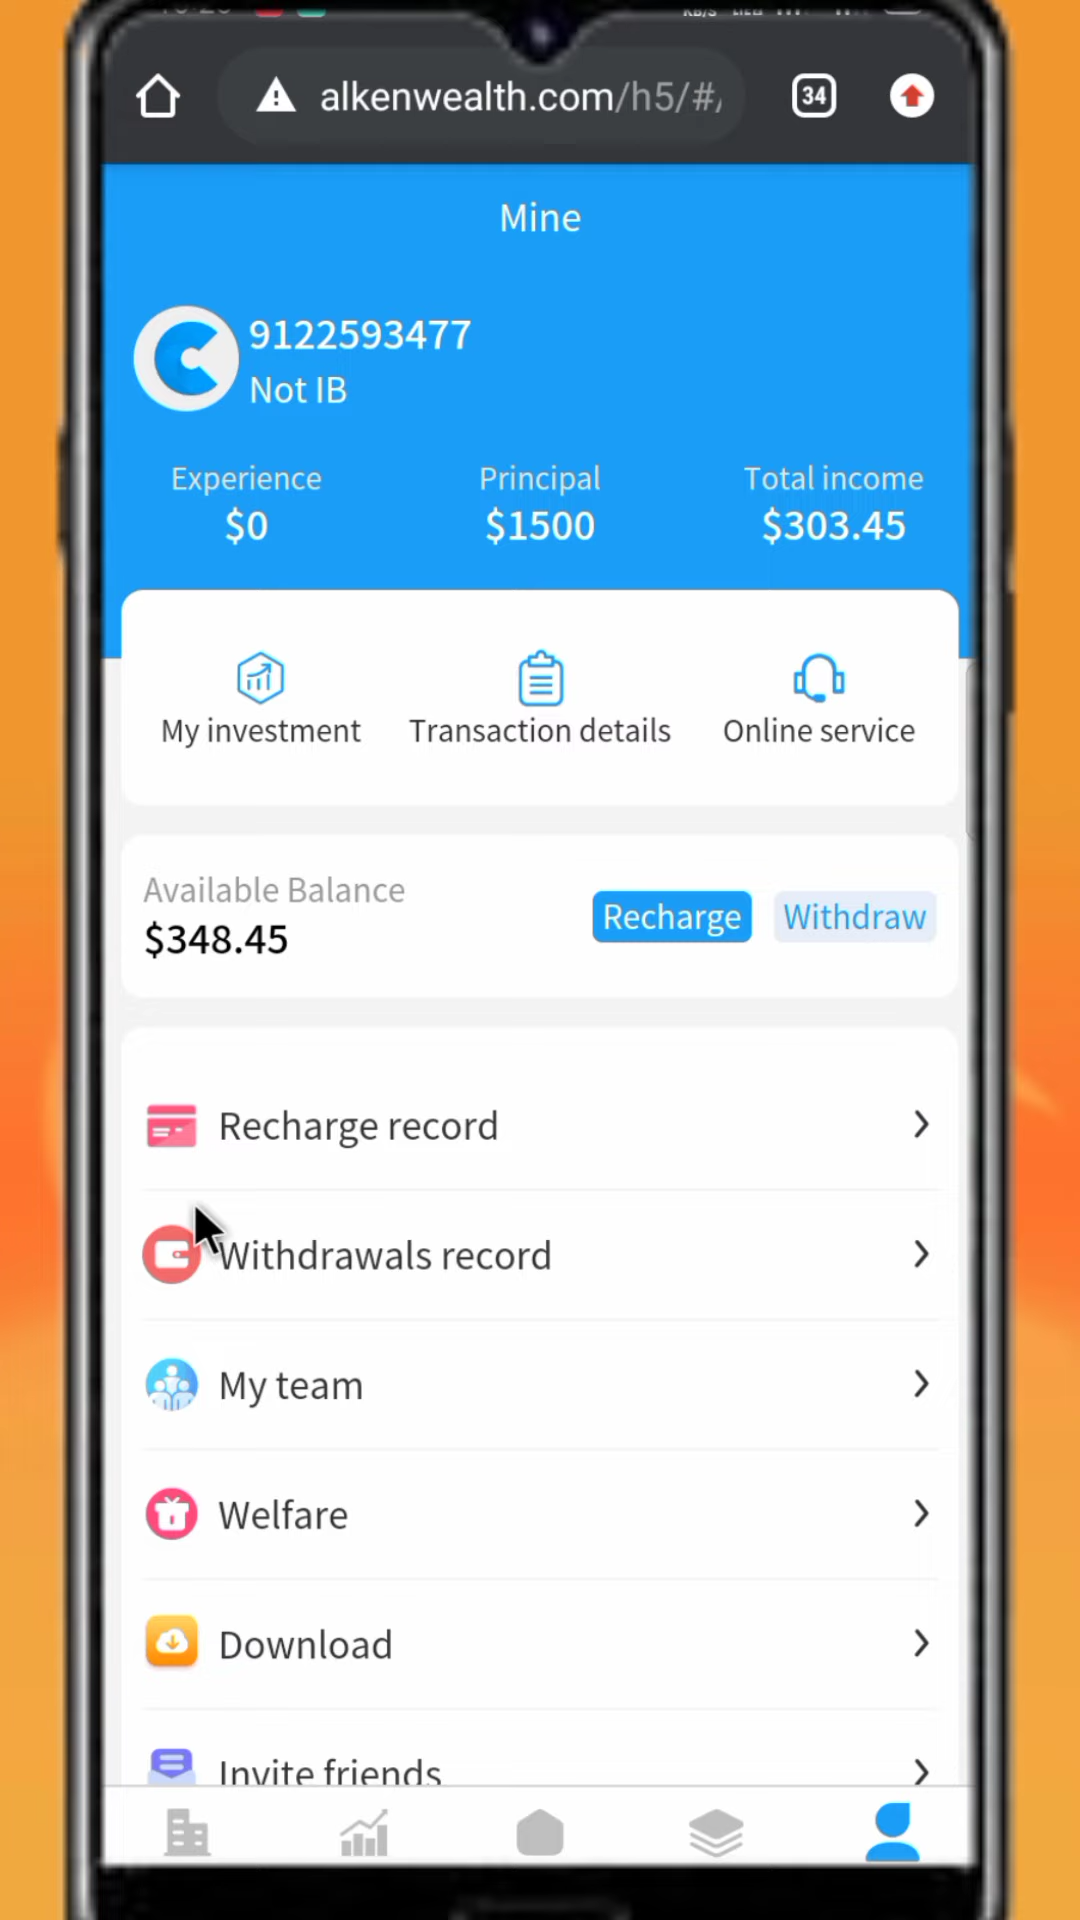 alkenwealth.com/h5/#/
34
Mine
9122593477
Not IB
Experience
Principal
Total income
$0
$1500
$303.45
My investment
Transaction details
Online service
Available Balance
$348.45
Recharge
Withdraw
Recharge record
Withdrawals record
My team
Welfare
Download
Invite friends